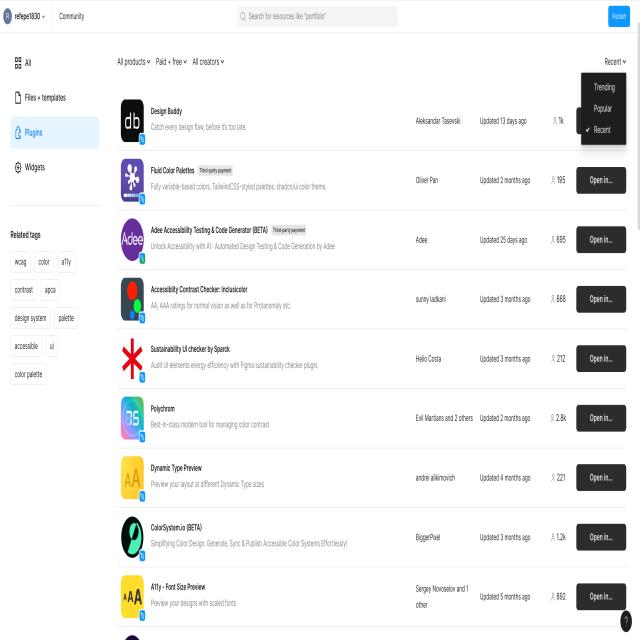 R refepe1830
Community
Search for resources like "portfolio"
Publish
All
Files + templates
Plugins
Widgets
Related tags
wcag color a11y
contrast apca
design system palette
accessible ui
color palette
All products Paid + free All creators
Recent
Trending
Popular
✓ Recent
db
Design Buddy
Catch every design flaw, before it's too late.
Aleksandar Tasevski
Updated 13 days ago
1k
Fluid Color Palettes Third-party payment
Fully variable-based colors, TailwindCSS-styled palettes, shadcn/ui color theme.
Oliver Pan
Updated 2 months ago
195
Open in...
Adee
Adee Accessibility Testing & Code Generator (BETA) Third-party payment
Unlock Accessibility with AI: Automated Design Testing & Code Generation by Adee
Adee
Updated 25 days ago
695
Open in...
Accessibility Contrast Checker: Inclusicolor
AA, AAA ratings for normal vision as well as for Protanomaly etc.
sunny ladkani
Updated 3 months ago
668
Open in...
Sustainability UI checker by Sparck
Audit UI elements energy efficiency with Figma sustainability checker plugin.
Helio Costa
Updated 3 months ago
212
Open in...
Polychrom
Best-in-class modern tool for managing color contrast
Evil Martians and 2 others
Updated 2 months ago
2.8k
Open in...
AA
Dynamic Type Preview
Preview your layout at different Dynamic Type sizes
andrei alikimovich
Updated 4 months ago
221
Open in...
ColorSystem.io (BETA)
Simplifying Color Design: Generate, Sync & Publish Accessible Color Systems Effortlessly!
BiggerPixel
Updated 3 months ago
1.2k
Open in...
AAA
A11y - Font Size Preview
Preview your designs with scaled fonts
Sergey Novoselov and 1
other
Updated 5 months ago
892
Open in...
?